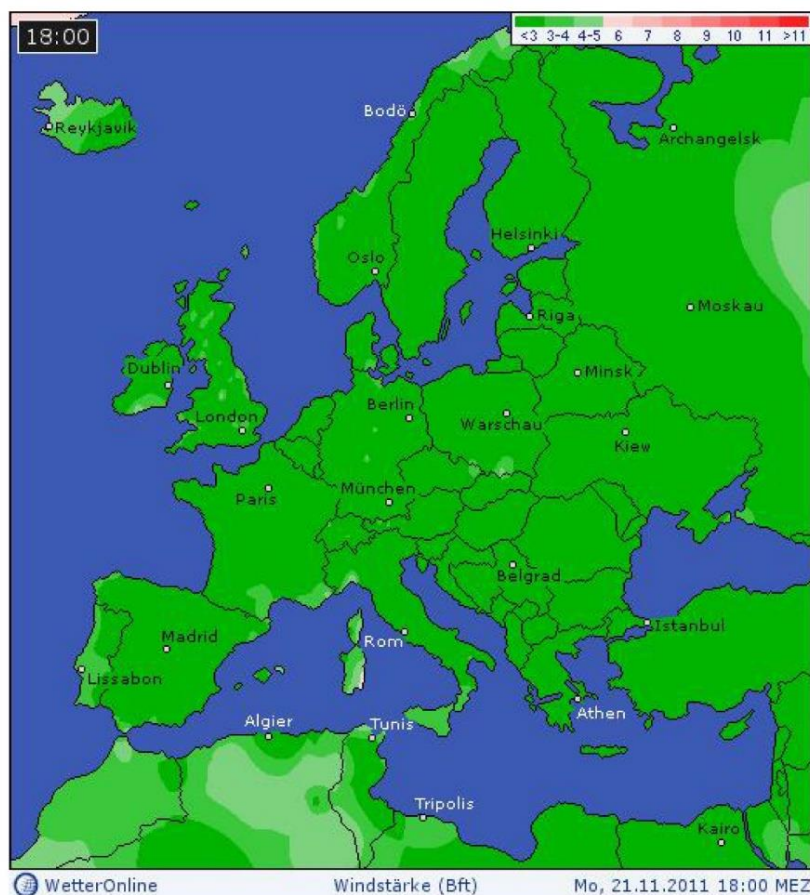 18:00
<3 3-4 4-5 6 7 8 9 10 11 >11
Reykjavik
Bodö
Archangelsk
Helsinki
Oslo
Moskau
Riga
Dublin
Minsk
London
Berlin
Warschau
Kiew
Paris
München
Belgrad
Madrid
Rom
Istanbul
Lissabon
Algier
Tunis
Athen
Tripolis
Kairo
WetterOnline Windstärke (Bft) Mo, 21.11.2011 18:00 MEZ